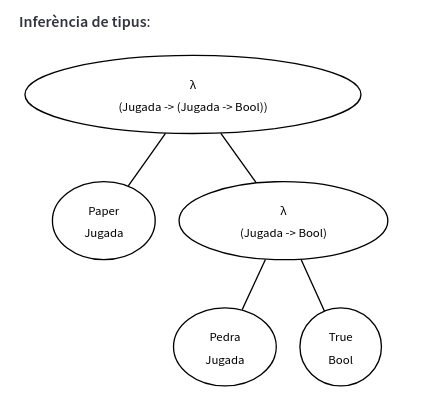 Inferència de tipus:
λ
(Jugada -> (Jugada -> Bool))
Paper
Jugada
λ
(Jugada -> Bool)
Pedra
Jugada
True
Bool